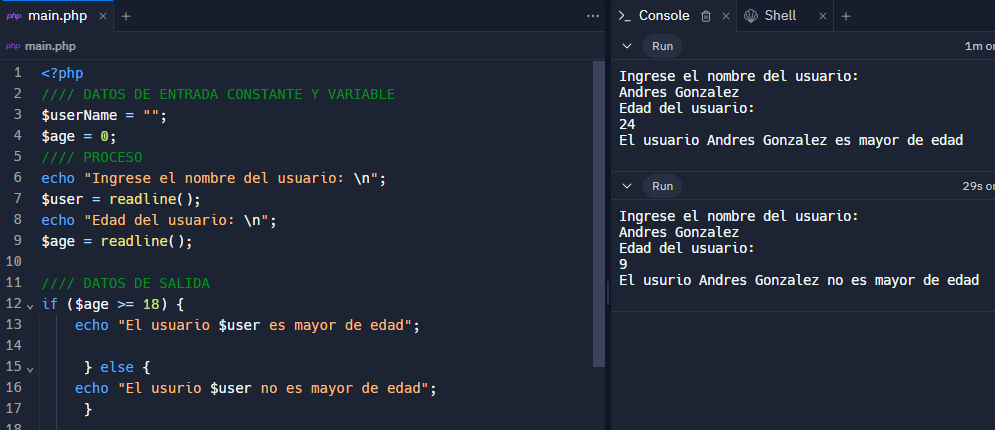 php main.php × +
php main.php
1 <?php
2 //// DATOS DE ENTRADA CONSTANTE Y VARIABLE
3 $userName = "";
4 $age = 0;
5 //// PROCESO
6 echo "Ingrese el nombre del usuario: \n";
7 $user = readline();
8 echo "Edad del usuario: \n";
9 $age = readline();
10
11 //// DATOS DE SALIDA
12 if ($age >= 18) {
13 echo "El usuario $user es mayor de edad";
14
15 } else {
16 echo "El usurio $user no es mayor de edad";
17 }
18
>_ Console × Shell × +
Run 1m or
Ingrese el nombre del usuario:
Andres Gonzalez
Edad del usuario:
24
El usuario Andres Gonzalez es mayor de edad
Run 29s or
Ingrese el nombre del usuario:
Andres Gonzalez
Edad del usuario:
9
El usurio Andres Gonzalez no es mayor de edad